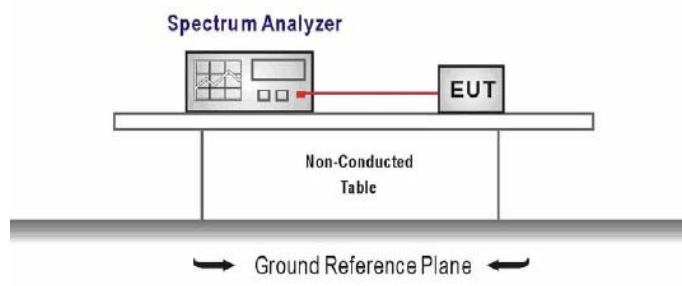 Spectrum Analyzer
EUT
Non-Conducted
Table
Ground Reference Plane